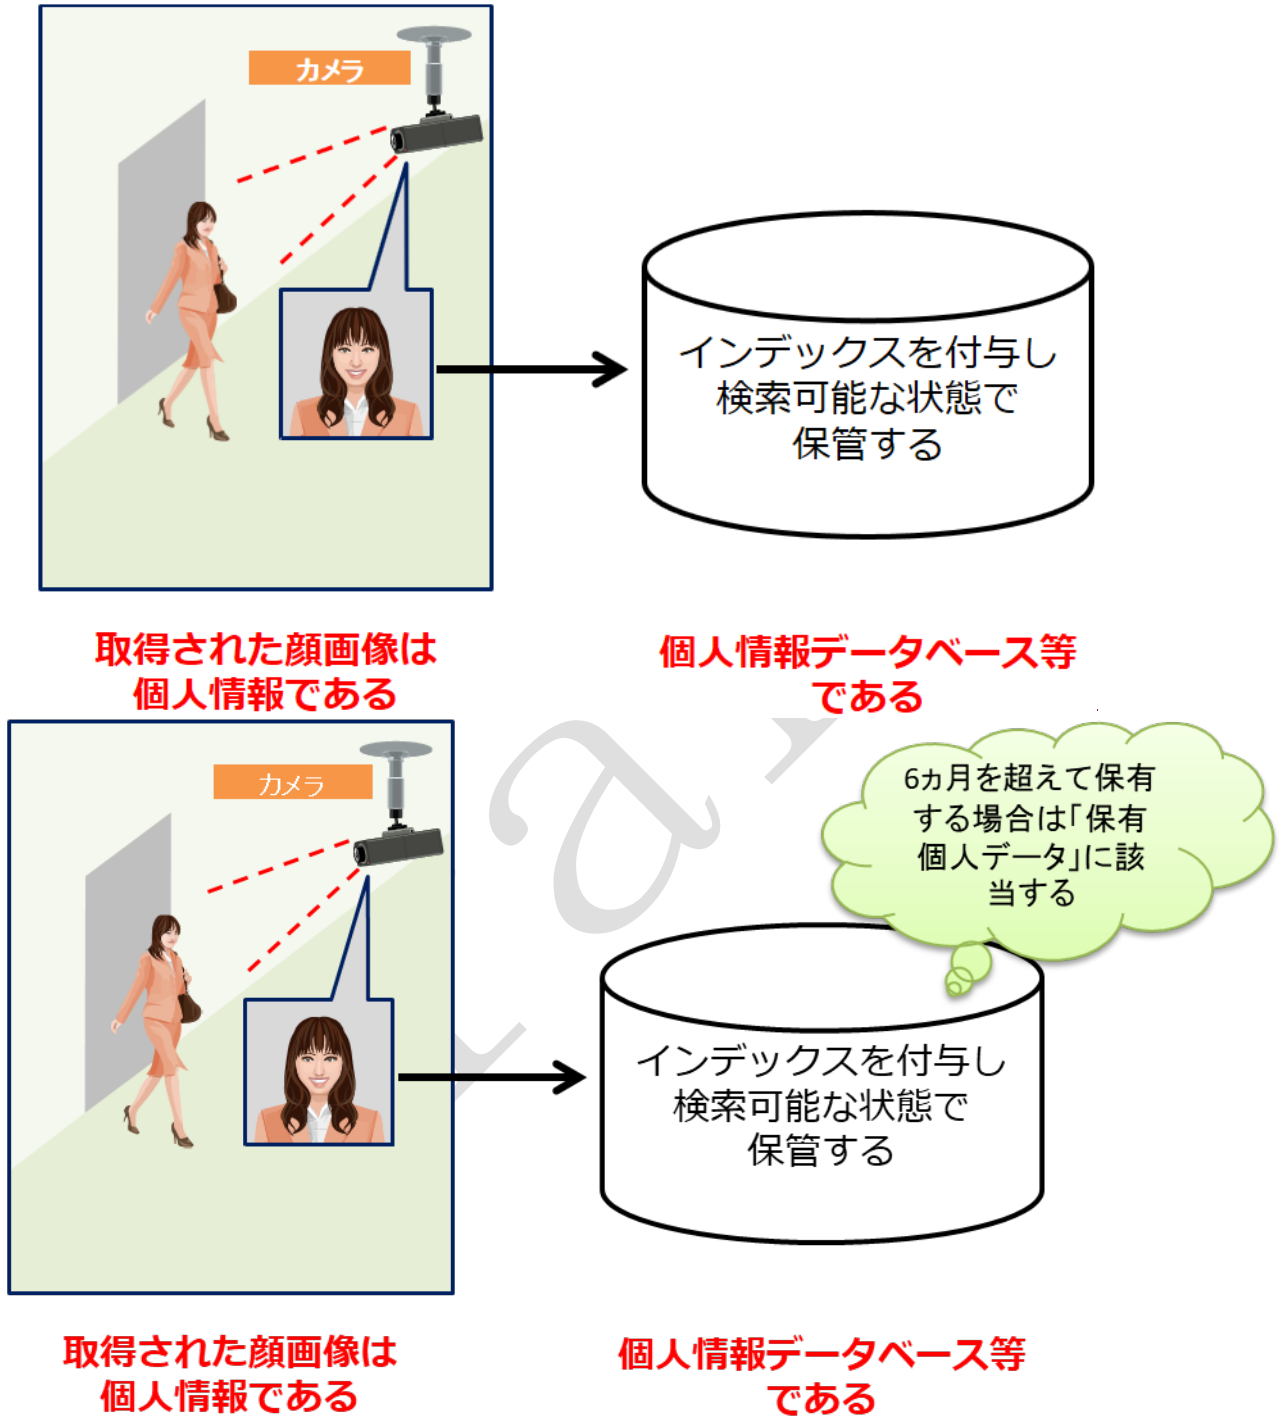 カメラ
インデックスを付与し
検索可能な状態で
保管する
取得された顔画像は
個人情報である
個人情報データベース等
である
カメラ
6ヵ月を超えて保有
する場合は「保有
個人データ」に該
当する
インデックスを付与し
検索可能な状態で
保管する
取得された顔画像は
個人情報である
個人情報データベース等
である